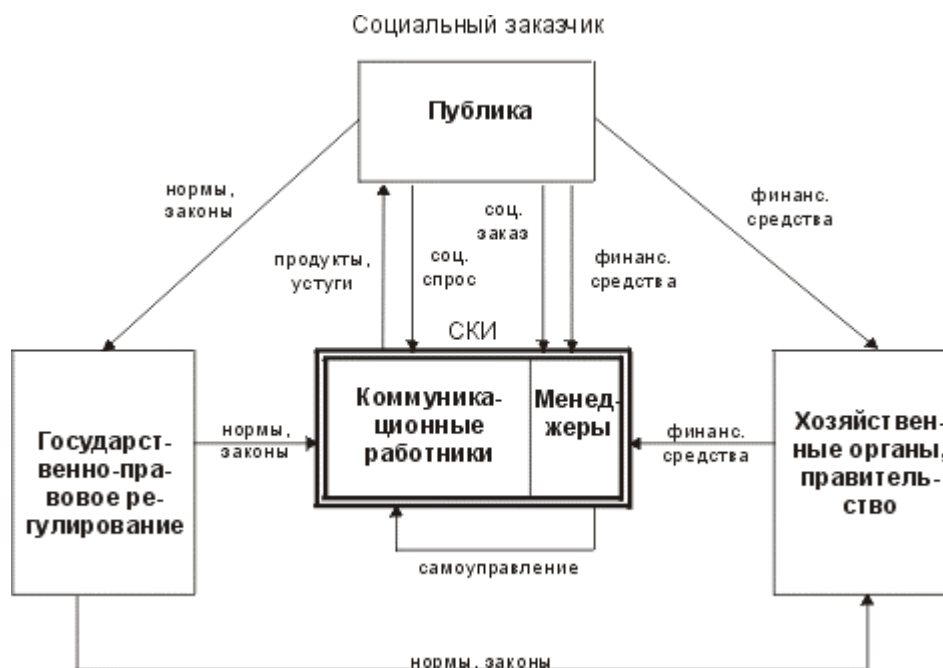 Социальный заказчик
Публика
нормы,
законы
финанс.
средства
продукты,
устуги
соц.
спрос
соц.
заказ
финанс.
средства
СКИ
Государст-
венно-пра-
вовое ре-
гулирование
нормы,
законы
Коммуника-
ционные
работники
Менед-
жеры
финанс.
средства
Хозяйствен-
ные органы,
правитель-
ство
самоуправление
нормы, законы